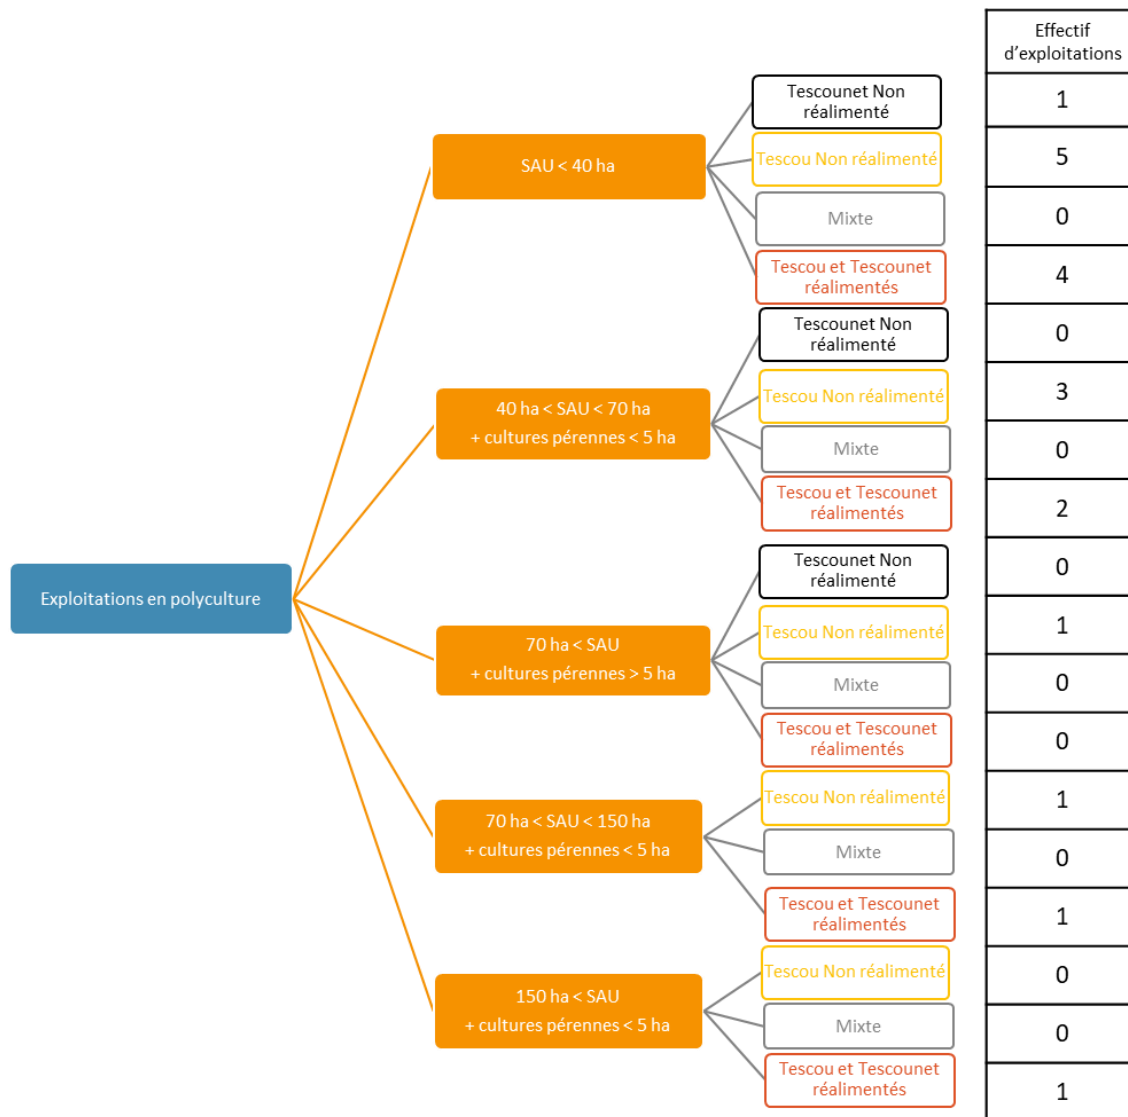 Effectif
d'exploitations
Tescounet Non
réalimenté
1
SAU < 40 ha
Tescou Non réalimenté
5
Mixte
0
Tescou et Tescounet
réalimentés
4
Tescounet Non
réalimenté
0
40 ha < SAU < 70 ha
+ cultures pérennes < 5 ha
Tescou Non réalimenté
3
Mixte
0
Tescou et Tescounet
réalimentés
2
Exploitations en polyculture
Tescounet Non
réalimenté
0
70 ha < SAU
+ cultures pérennes > 5 ha
Tescou Non réalimenté
1
Mixte
0
Tescou et Tescounet
réalimentés
0
70 ha < SAU < 150 ha
+ cultures pérennes < 5 ha
Tescou Non réalimenté
1
Mixte
0
Tescou et Tescounet
réalimentés
1
150 ha < SAU
+ cultures pérennes < 5 ha
Tescou Non réalimenté
0
Mixte
0
Tescou et Tescounet
réalimentés
1